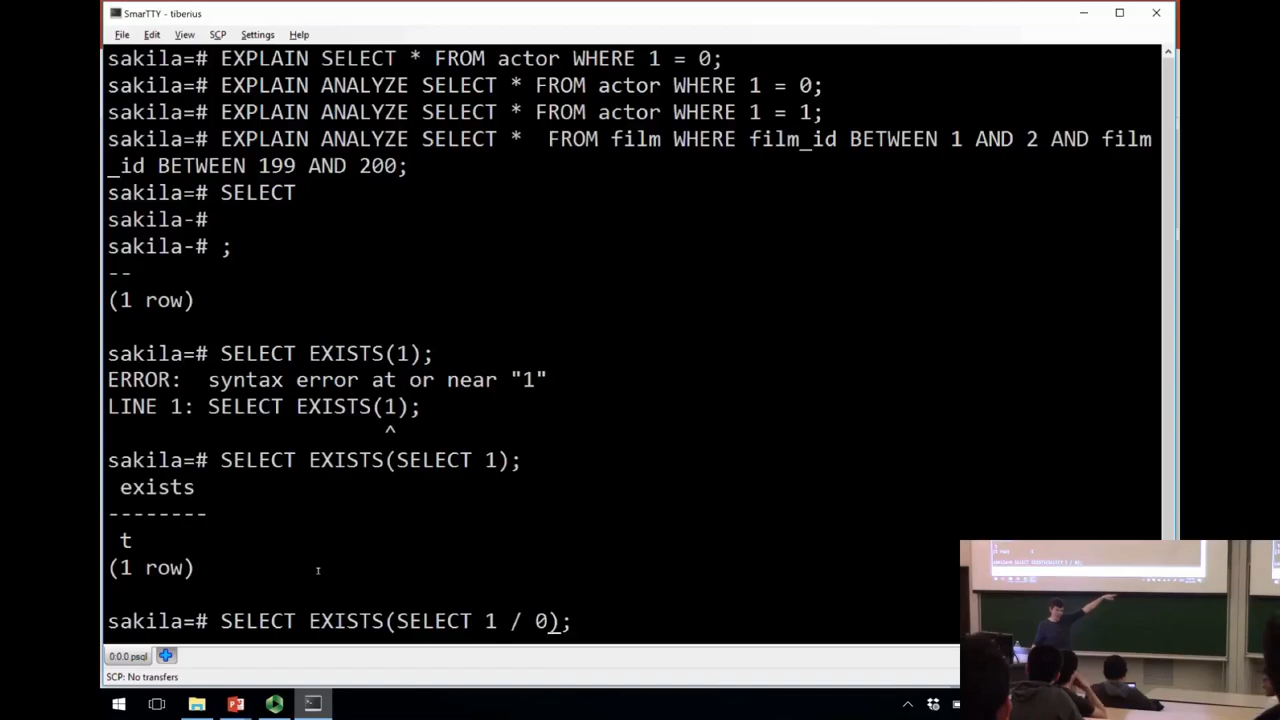 SmarTTY - tiberius
File Edit View SCP Settings Help
sakila=# EXPLAIN SELECT * FROM actor WHERE 1 = 0;
sakila=# EXPLAIN ANALYZE SELECT * FROM actor WHERE 1 = 0;
sakila=# EXPLAIN ANALYZE SELECT * FROM actor WHERE 1 = 1;
sakila=# EXPLAIN ANALYZE SELECT *  FROM film WHERE film_id BETWEEN 1 AND 2 AND film
_id BETWEEN 199 AND 200;
sakila=# SELECT
sakila-#
sakila-# ;
--
(1 row)
sakila=# SELECT EXISTS(1);
ERROR:  syntax error at or near "1"
LINE 1: SELECT EXISTS(1);
^
sakila=# SELECT EXISTS(SELECT 1);
exists
--------
t
(1 row)
sakila=# SELECT EXISTS(SELECT 1 / 0);
0:0.0 psql
SCP: No transfers